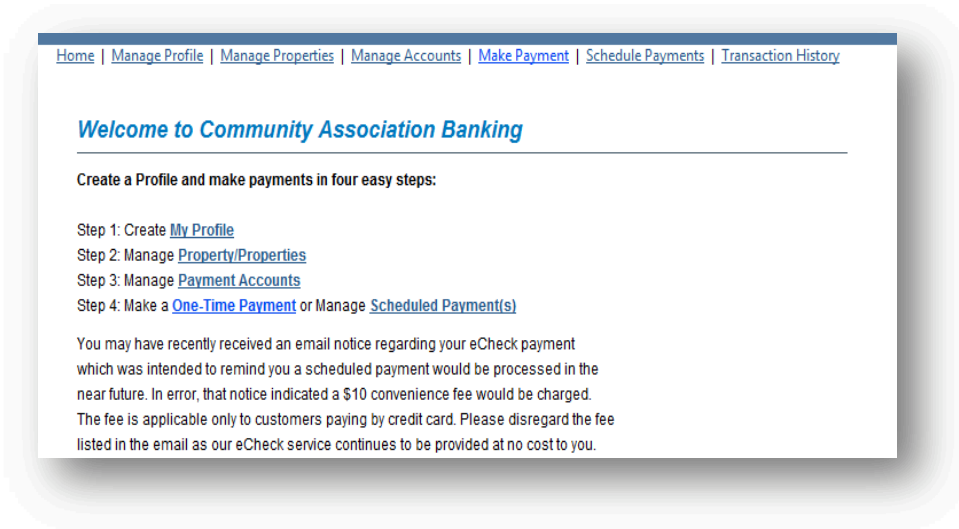 Home | Manage Profile | Manage Properties | Manage Accounts | Make Payment | Schedule Payments | Transaction History
Welcome to Community Association Banking
Create a Profile and make payments in four easy steps:
Step 1: Create My Profile
Step 2: Manage Property/Properties
Step 3: Manage Payment Accounts
Step 4: Make a One-Time Payment or Manage Scheduled Payment(s)
You may have recently received an email notice regarding your eCheck payment
which was intended to remind you a scheduled payment would be processed in the
near future. In error, that notice indicated a $10 convenience fee would be charged.
The fee is applicable only to customers paying by credit card. Please disregard the fee
listed in the email as our eCheck service continues to be provided at no cost to you.